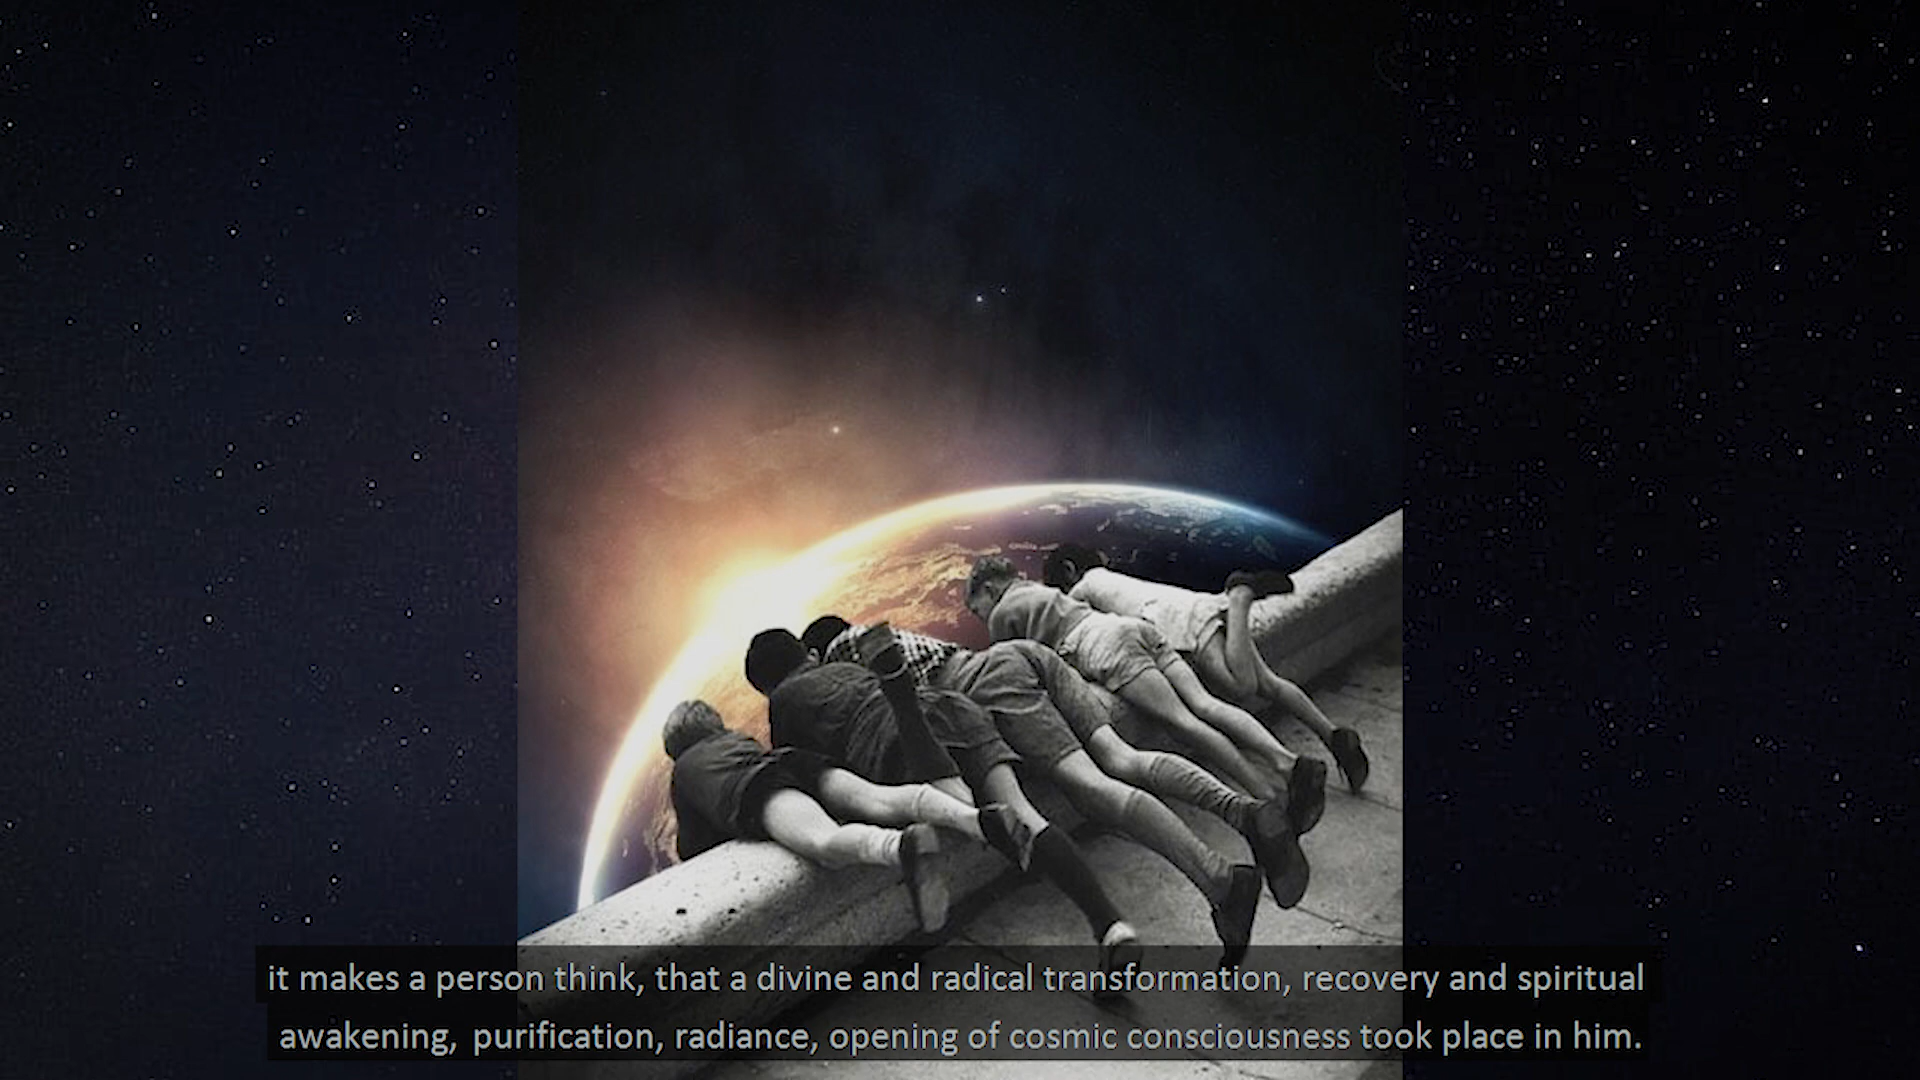 it makes a person think, that a divine and radical transformation, recovery and spiritual
awakening, purification, radiance, opening of cosmic consciousness took place in him.